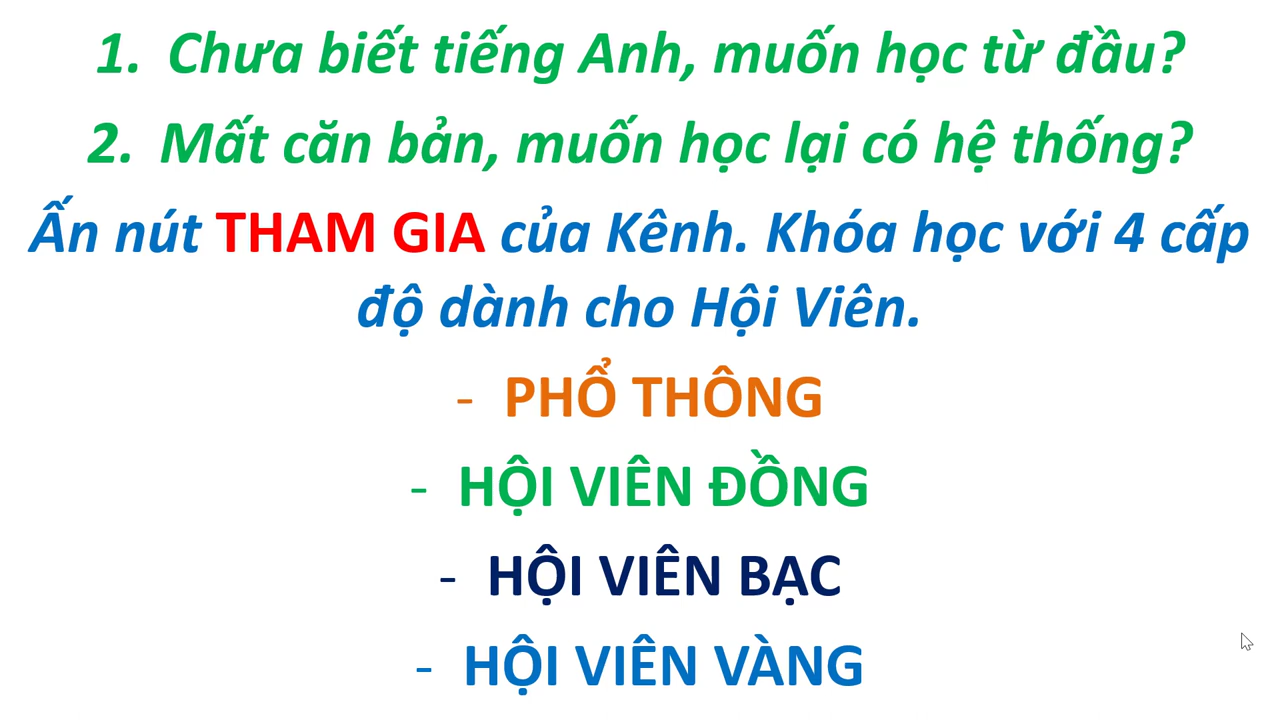 1. Chưa biết tiếng Anh, muốn học từ đầu?
2. Mất căn bản, muốn học lại có hệ thống?
Ấn nút THAM GIA của Kênh. Khóa học với 4 cấp
độ dành cho Hội Viên.
- PHỔ THÔNG
- HỘI VIÊN ĐỒNG
- HỘI VIÊN BẠC
- HỘI VIÊN VÀNG